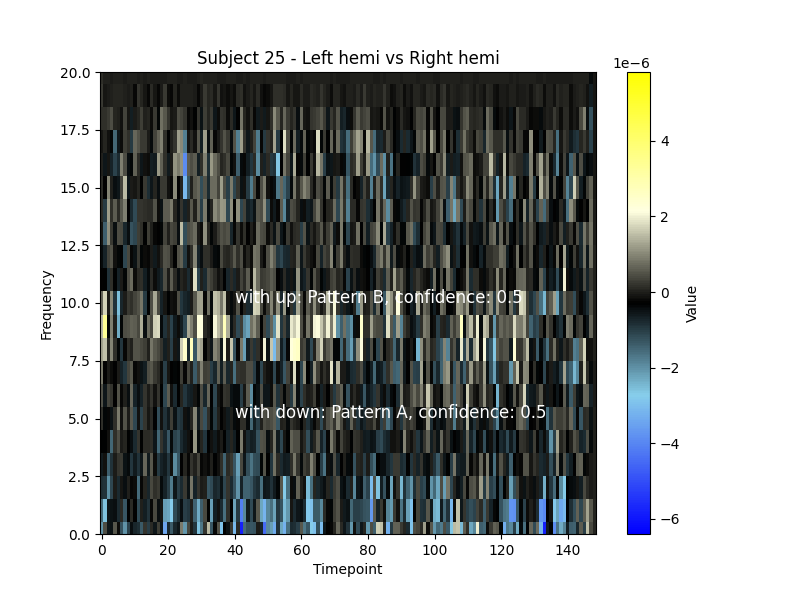 Subject 25 - Left hemi vs Right hemi
1e−6
20.0
17.5
15.0
12.5
10.0
7.5
5.0
2.5
0.0
Frequency
with up: Pattern B, confidence: 0.5
with down: Pattern A, confidence: 0.5
0 20 40 60 80 100 120 140
Timepoint
4
2
0
−2
−4
−6
Value